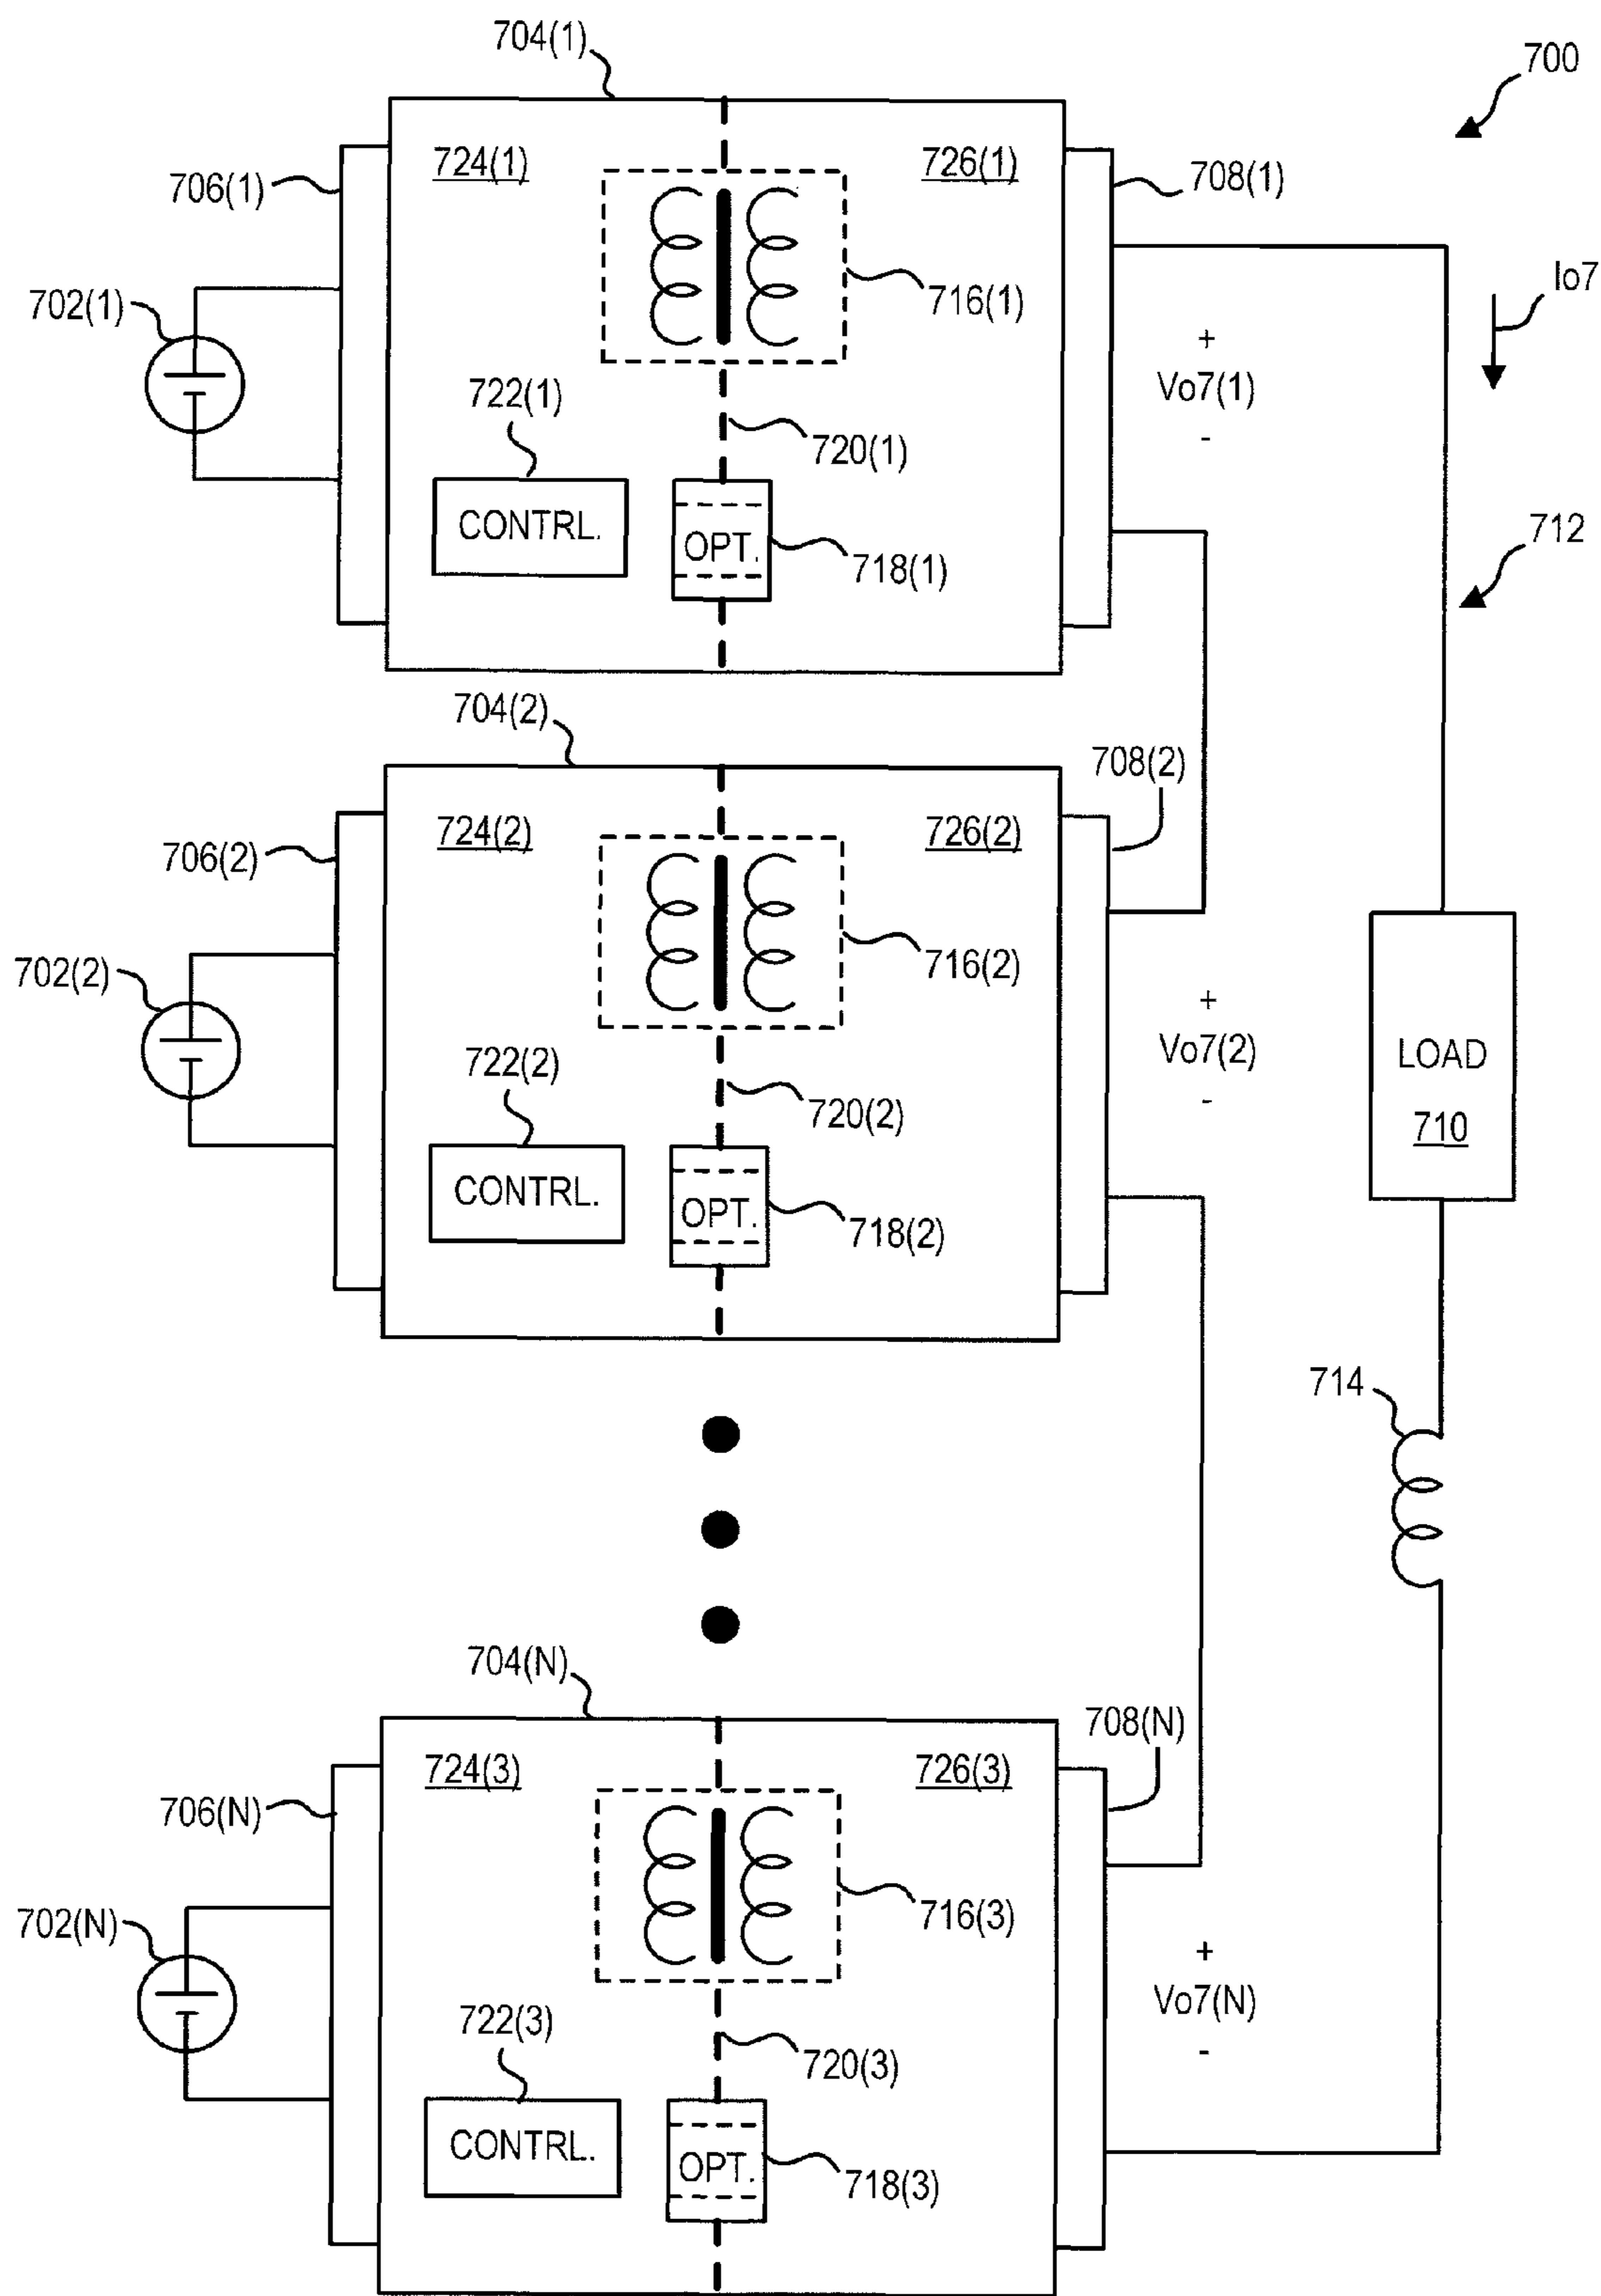 704(1)
700
724(1)
726(1)
706(1)
708(1)
716(1)
Io7
702(1)
+
Vo7(1)
-
722(1)
720(1)
712
CONTRL.
OPT.
718(1)
704(2)
708(2)
724(2)
726(2)
706(2)
716(2)
702(2)
+
Vo7(2)
-
LOAD
710
722(2)
720(2)
CONTRL.
OPT.
718(2)
714
704(N)
708(N)
724(3)
726(3)
706(N)
716(3)
702(N)
+
Vo7(N)
-
722(3)
720(3)
CONTRL.
OPT.
718(3)